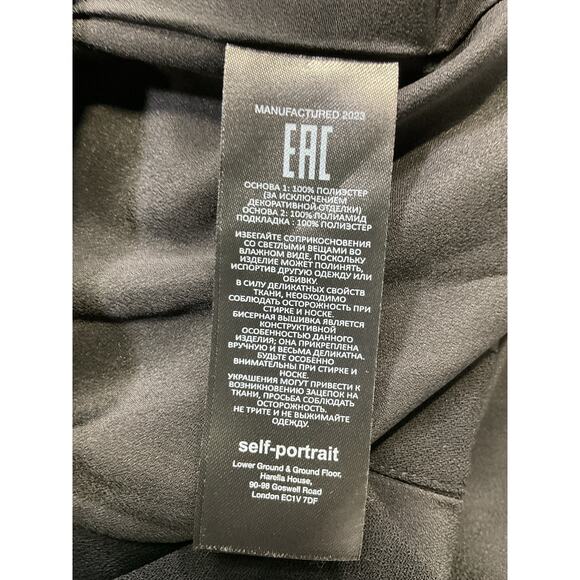 MANUFACTURED 2023
EAC
ОСНОВА 1: 100% ПОЛИЭСТЕР
(ЗА ИСКЛЮЧЕНИЕМ
ДЕКОРАТИВНОЙ ОТДЕЛКИ)
ОСНОВА 2: 100% ПОЛИАМИД
ПОДКЛАДКА : 100% ПОЛИЭСТЕР
ИЗБЕГАЙТЕ СОПРИКОСНОВЕНИЯ
СО СВЕТЛЫМИ ВЕЩАМИ ВО
ВЛАЖНОМ ВИДЕ, ПОСКОЛЬКУ
ИЗДЕЛИЕ МОЖЕТ ПОЛИНЯТЬ,
ИСПОРТИВ ДРУГУЮ ОДЕЖДУ ИЛИ
ОБИВКУ.
В СИЛУ ДЕЛИКАТНЫХ СВОЙСТВ
ТКАНИ, НЕОБХОДИМО
СОБЛЮДАТЬ ОСТОРОЖНОСТЬ ПРИ
СТИРКЕ И НОСКЕ.
БИСЕРНАЯ ВЫШИВКА ЯВЛЯЕТСЯ
КОНСТРУКТИВНОЙ
ОСОБЕННОСТЬЮ ДАННОГО
ИЗДЕЛИЯ; ОНА ПРИКРЕПЛЕНА
ВРУЧНУЮ И ВЕСЬМА ДЕЛИКАТНА.
БУДЬТЕ ОСОБЕННО
ВНИМАТЕЛЬНЫ ПРИ СТИРКЕ И
НОСКЕ.
УКРАШЕНИЯ МОГУТ ПРИВЕСТИ К
ВОЗНИКНОВЕНИЮ ЗАЦЕПОК НА
ТКАНИ, ПРОСЬБА СОБЛЮДАТЬ
ОСТОРОЖНОСТЬ.
НЕ ТРИТЕ И НЕ ВЫЖИМАЙТЕ
ОДЕЖДУ.
self-portrait
Lower Ground & Ground Floor,
Harella House,
90-98 Goswell Road
London EC1V 7DF